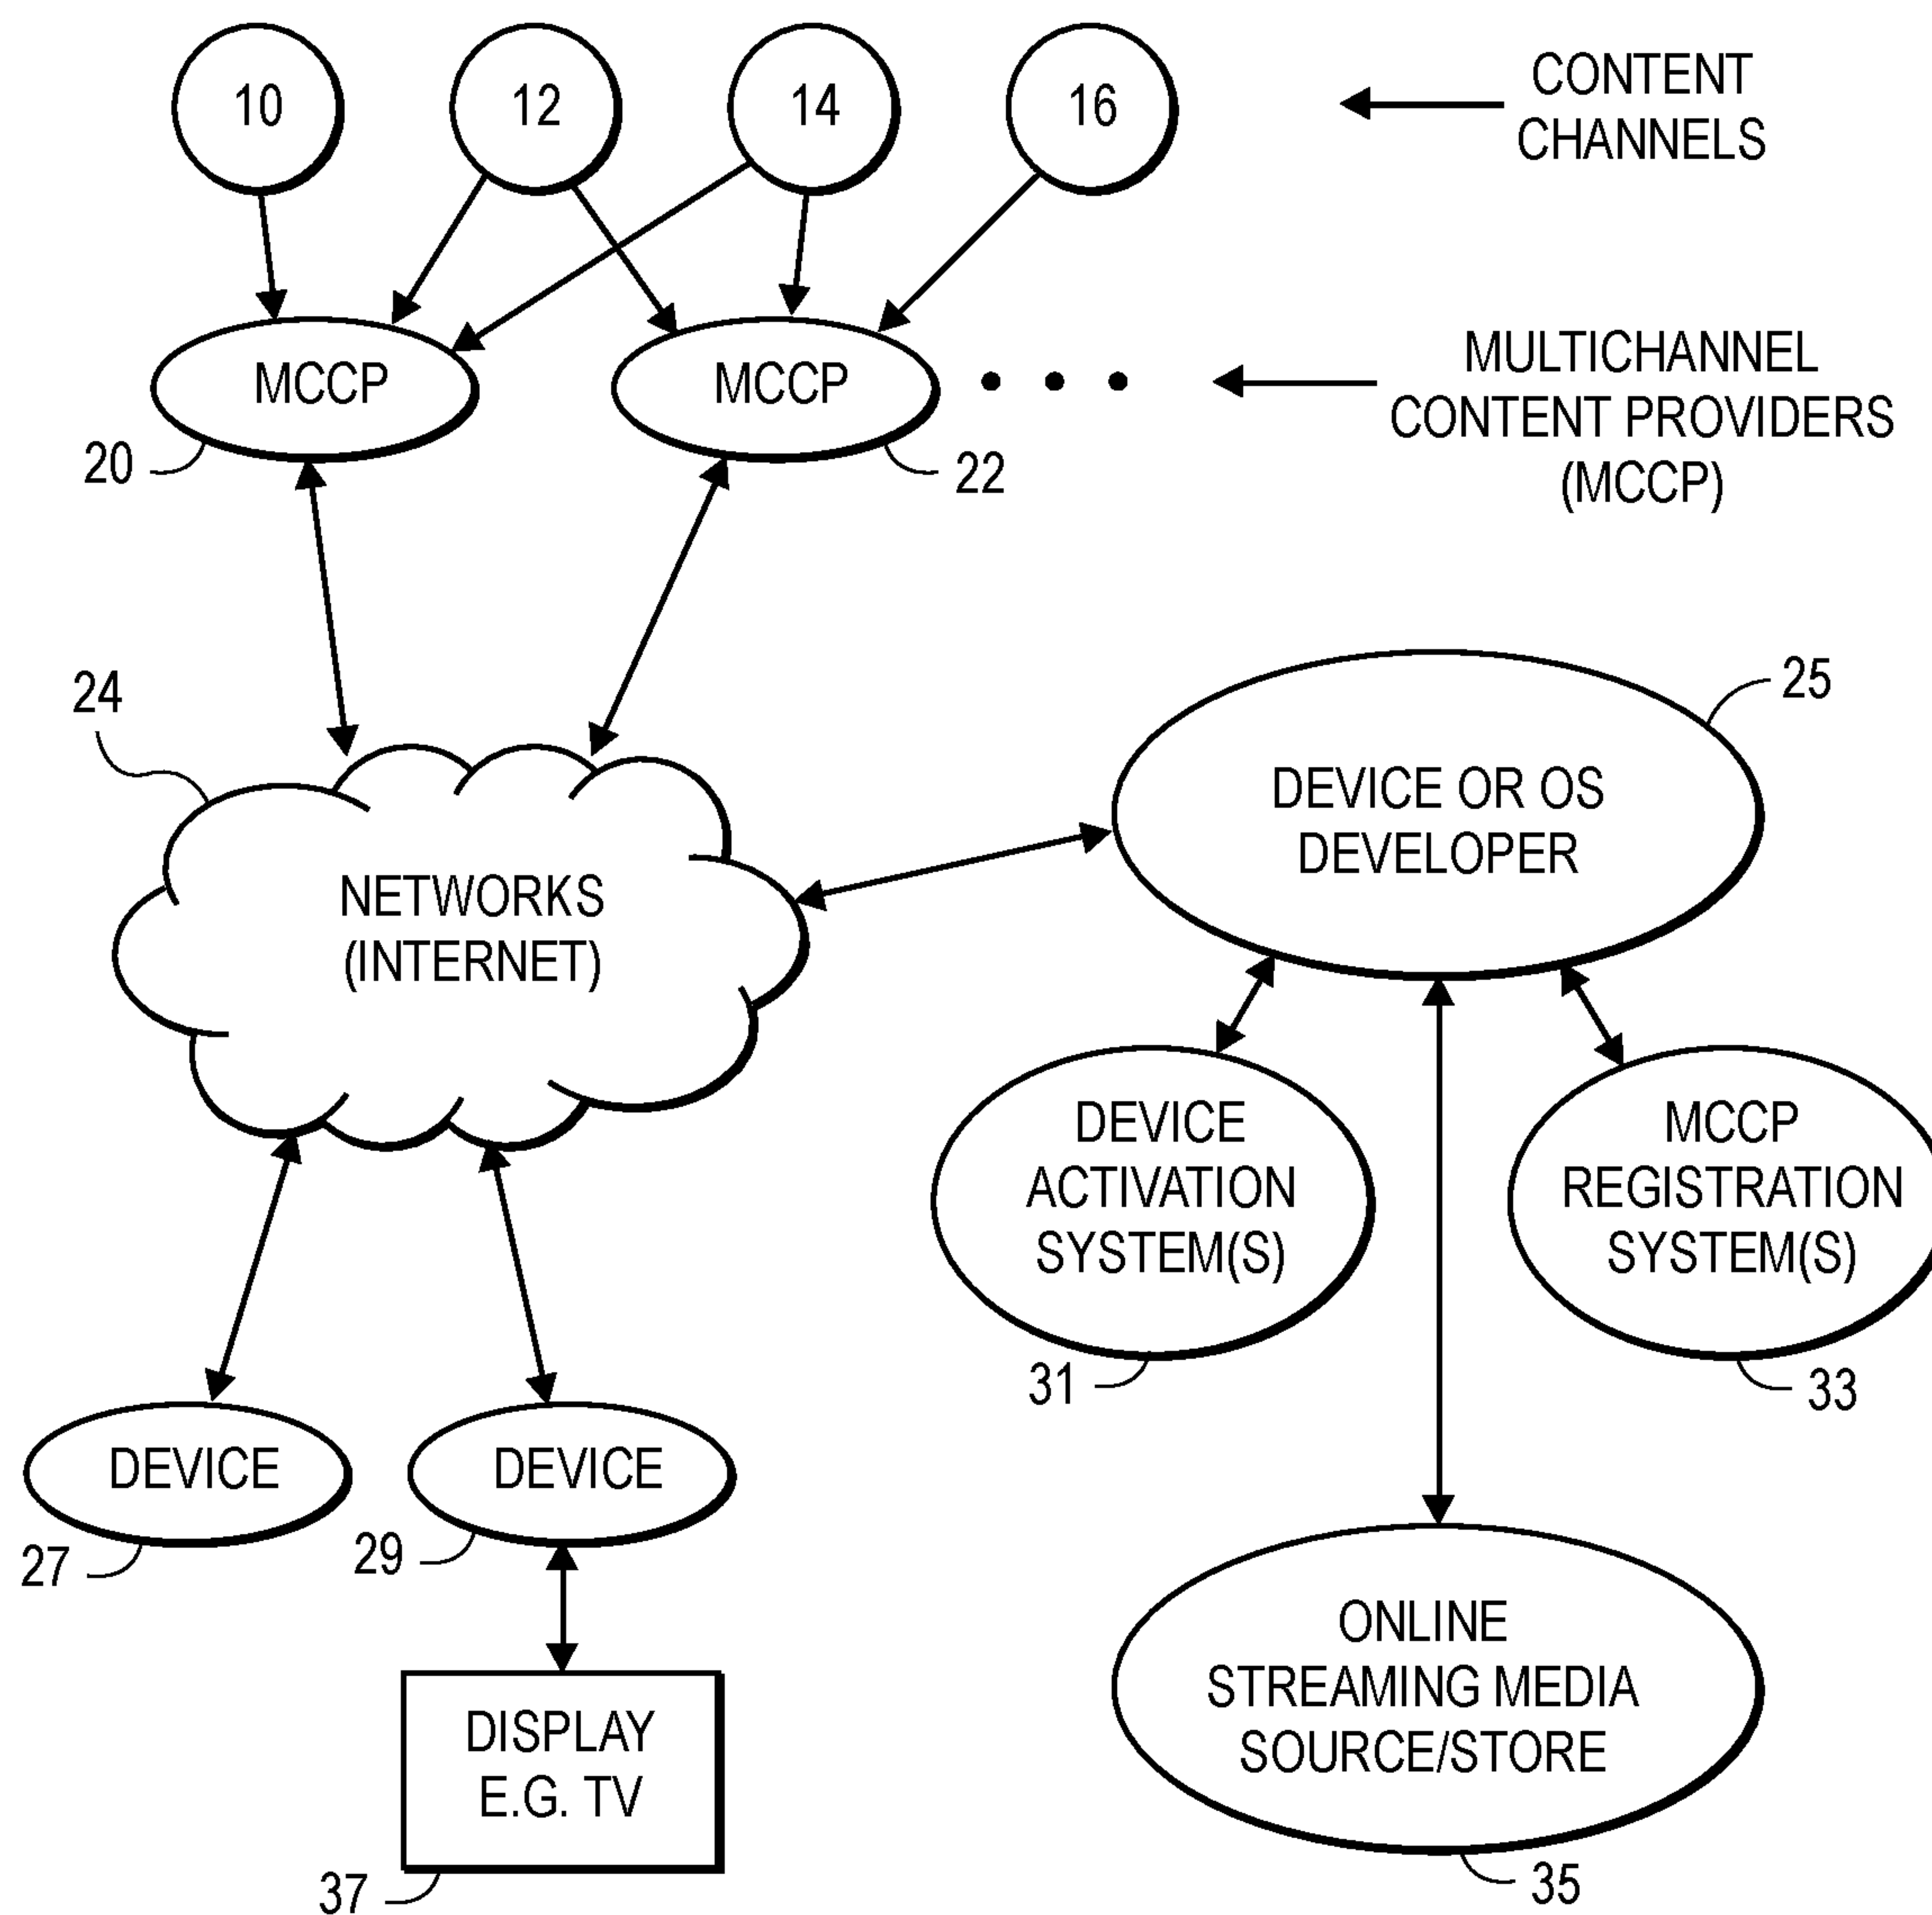 10
12
14
16
CONTENT
CHANNELS
MCCP
MCCP
MULTICHANNEL
CONTENT PROVIDERS
(MCCP)
20
22
24
25
DEVICE OR OS
DEVELOPER
NETWORKS
(INTERNET)
DEVICE
ACTIVATION
SYSTEM(S)
MCCP
REGISTRATION
SYSTEM(S)
31
33
DEVICE
DEVICE
27
29
ONLINE
STREAMING MEDIA
SOURCE/STORE
DISPLAY
E.G. TV
37
35